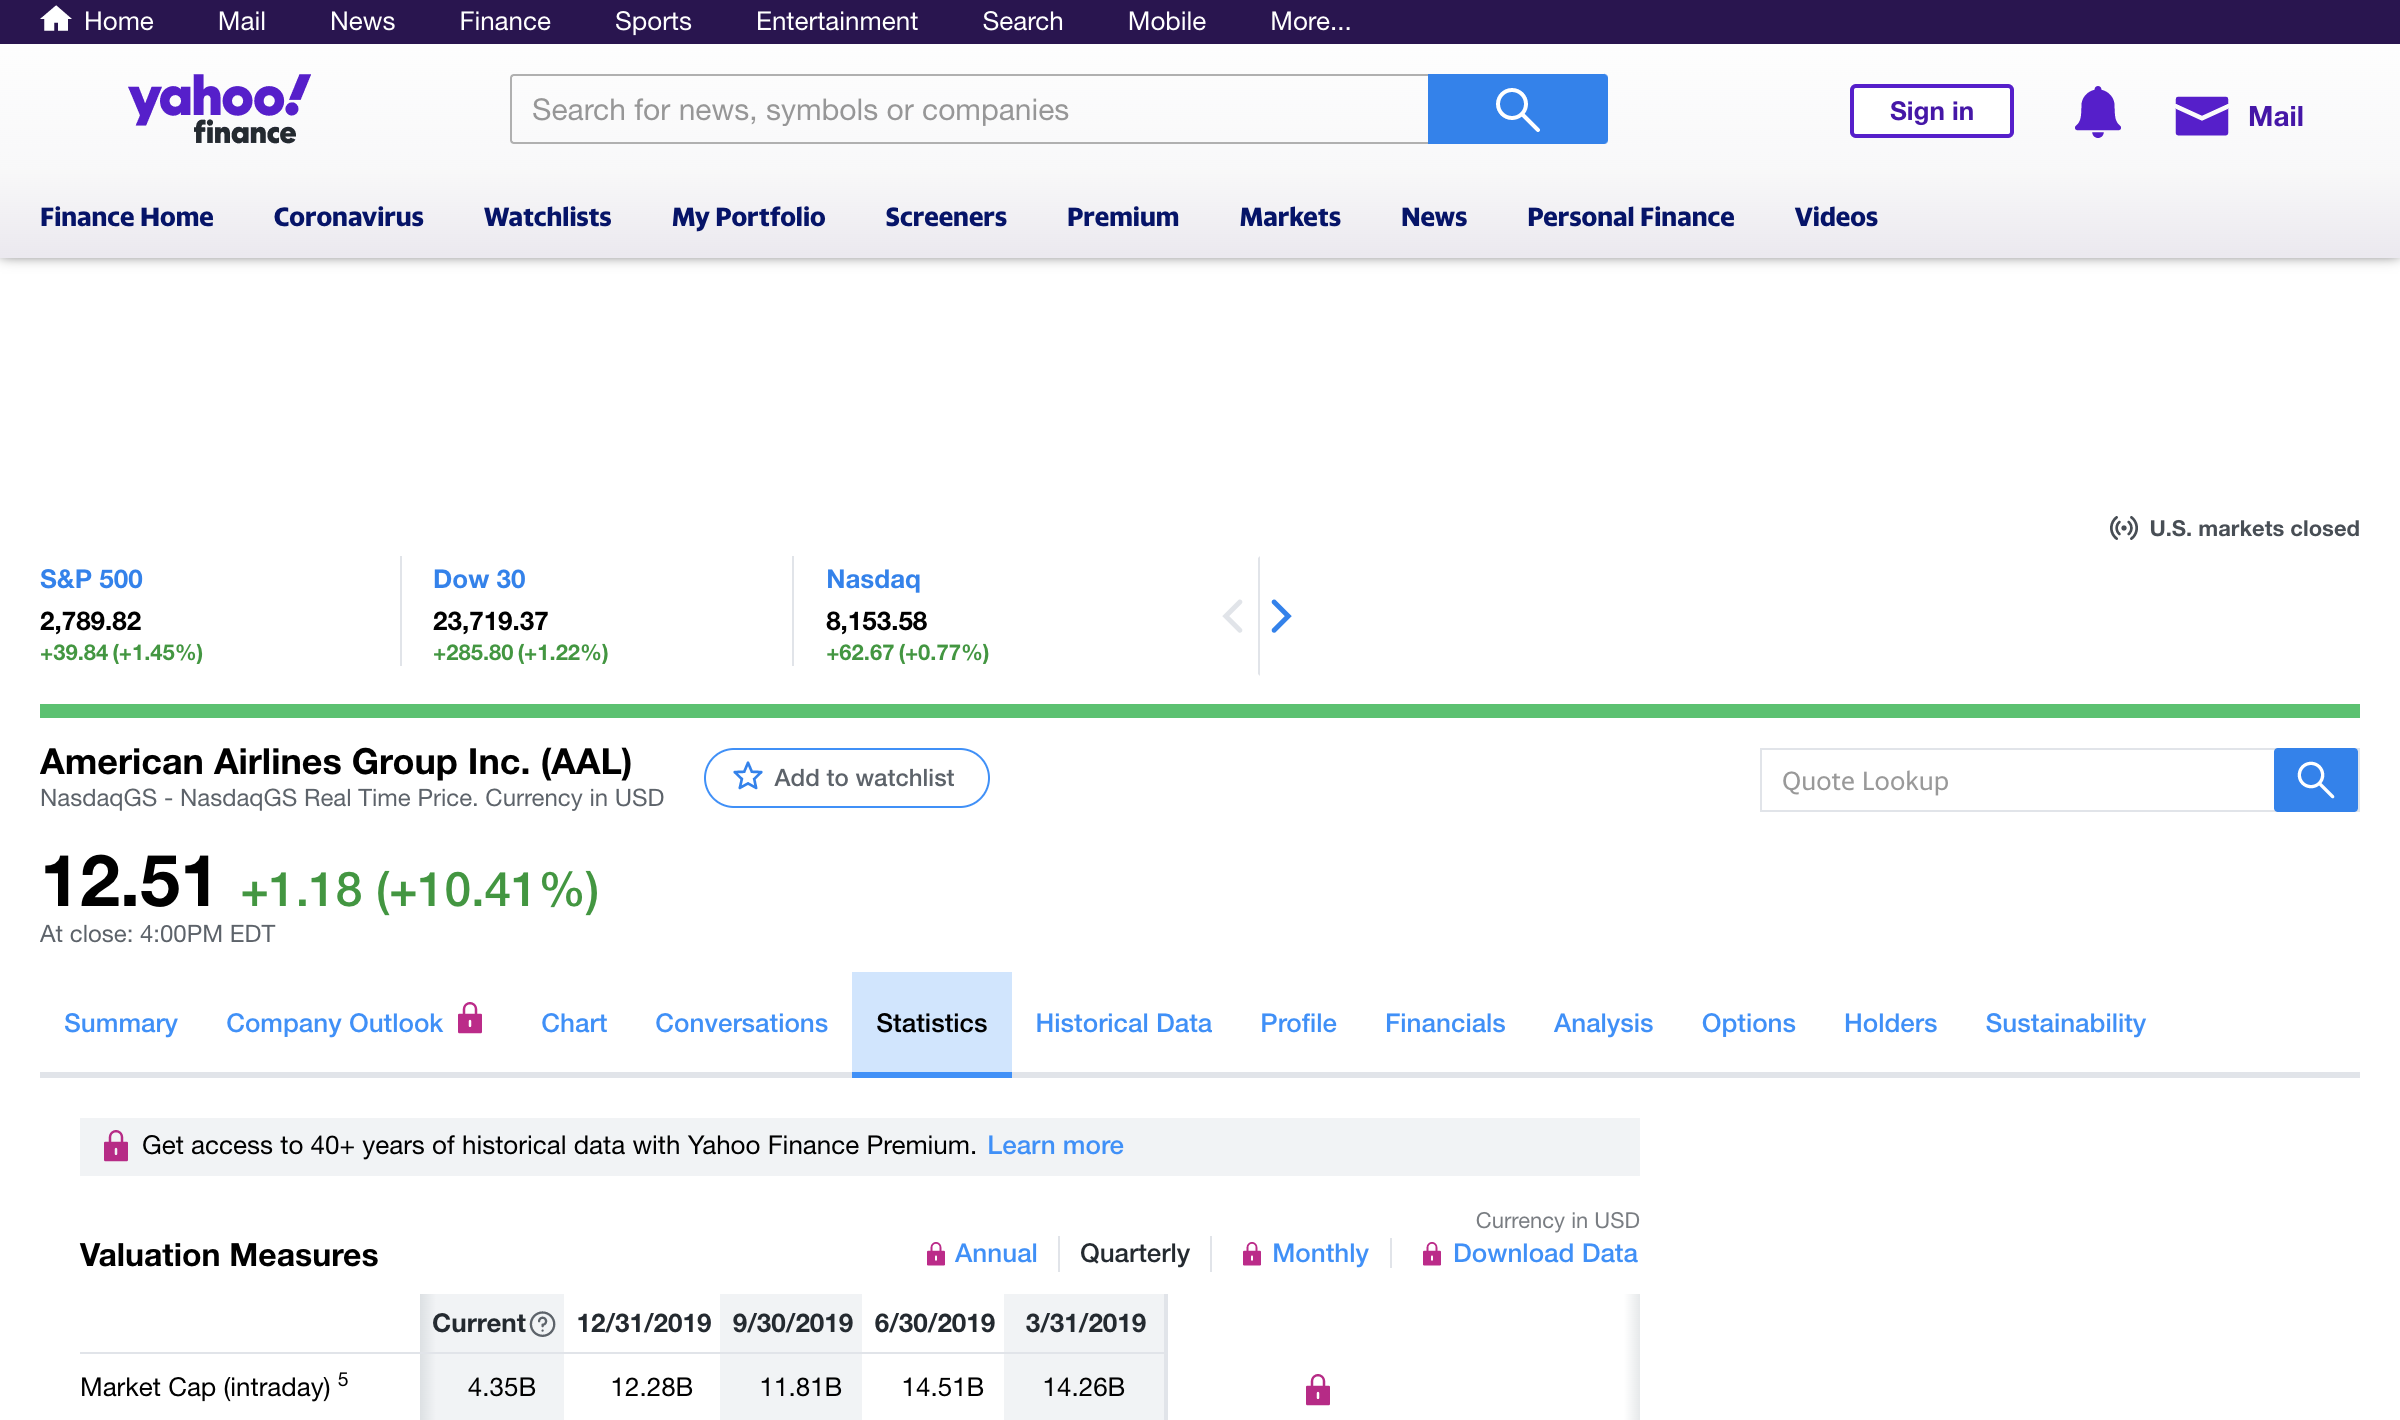 Home Mail News Finance Sports Entertainment Search Mobile More...
yahoo!
finance
Search for news, symbols or companies
Sign in
Mail
Finance Home Coronavirus Watchlists My Portfolio Screeners Premium Markets News Personal Finance Videos
U.S. markets closed
S&P 500
2,789.82
+39.84 (+1.45%)
Dow 30
23,719.37
+285.80 (+1.22%)
Nasdaq
8,153.58
+62.67 (+0.77%)
American Airlines Group Inc. (AAL)
NasdaqGS - NasdaqGS Real Time Price. Currency in USD
Add to watchlist
Quote Lookup
12.51 +1.18 (+10.41%)
At close: 4:00PM EDT
Summary Company Outlook Chart Conversations Statistics Historical Data Profile Financials Analysis Options Holders Sustainability
Get access to 40+ years of historical data with Yahoo Finance Premium. Learn more
Currency in USD
Valuation Measures Annual Quarterly Monthly Download Data
Current ? 12/31/2019 9/30/2019 6/30/2019 3/31/2019
Market Cap (intraday) 5 4.35B 12.28B 11.81B 14.51B 14.26B